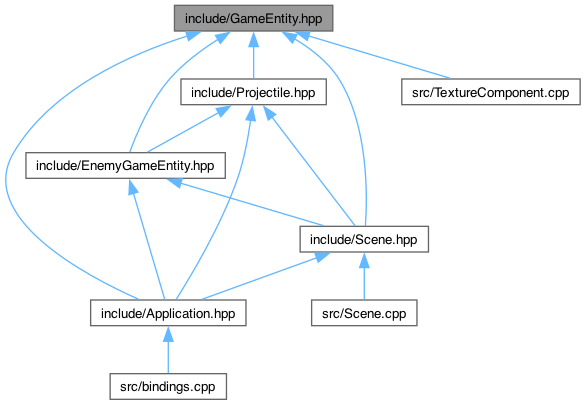 include/GameEntity.hpp
include/Projectile.hpp
src/TextureComponent.cpp
include/EnemyGameEntity.hpp
include/Scene.hpp
include/Application.hpp
src/Scene.cpp
src/bindings.cpp